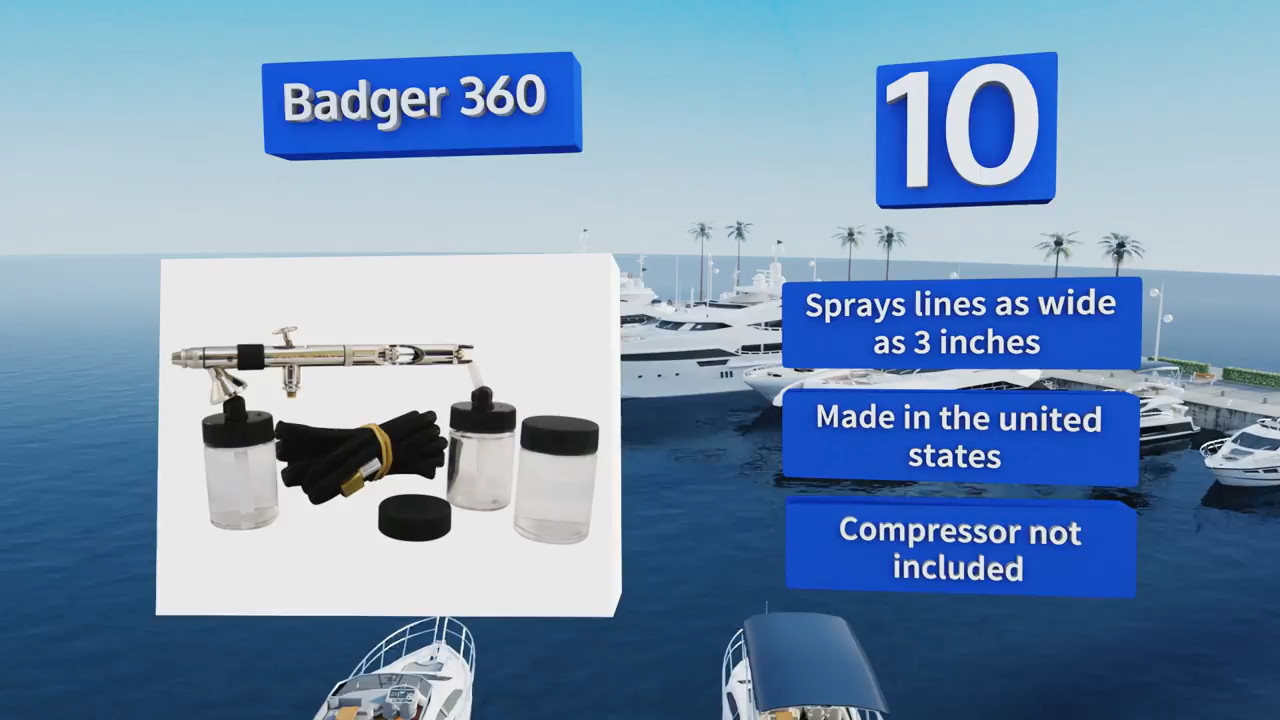 Badger 360
10
Sprays lines as wide
as 3 inches
Made in the united
states
Compressor not
included